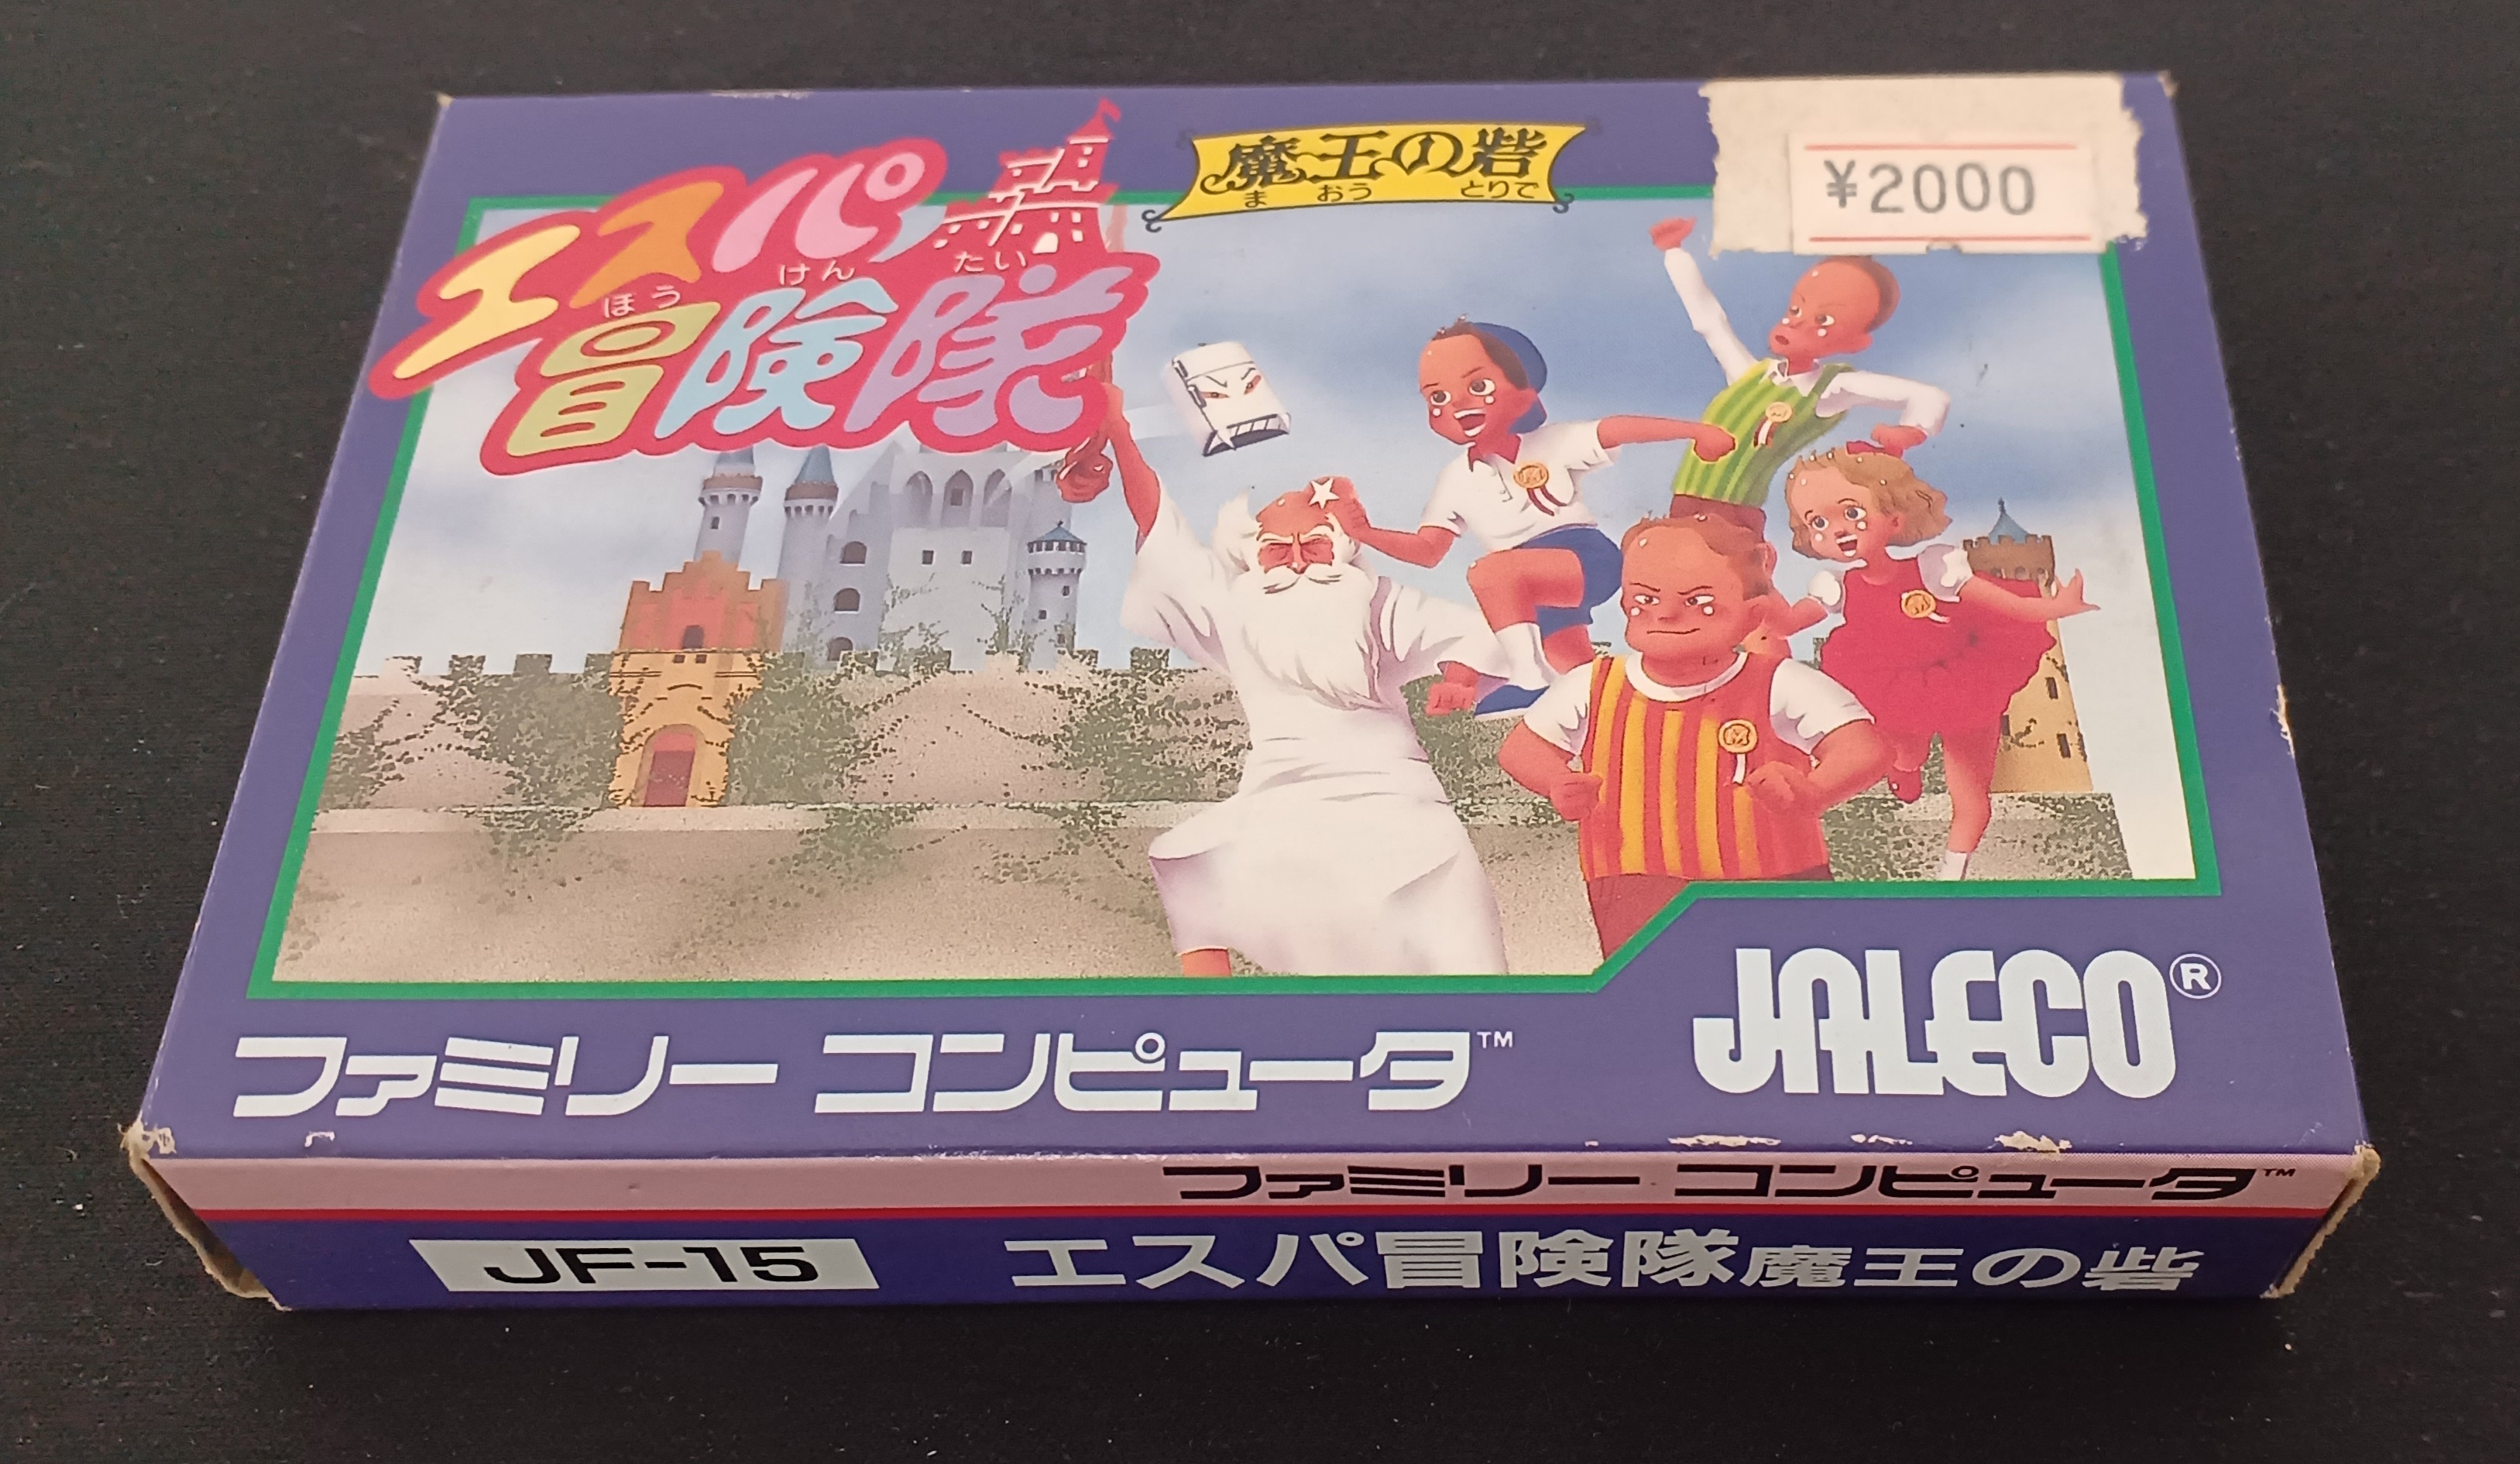 魔王の砦
まおう とりで
¥2000
エスパ
ほうけんたい
冒険隊
JALECO®
ファミリー コンピュータ™
ファミリー コンピュータ™
JF-15 エスパ冒険隊 魔王の砦